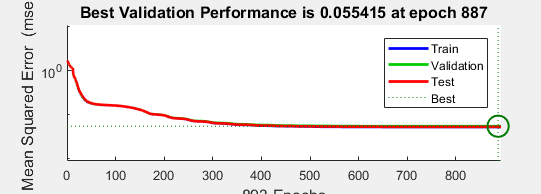 Best Validation Performance is 0.055415 at epoch 887
Mean Squared Error (mse
10^0
Train
Validation
Test
Best
0 100 200 300 400 500 600 700 800
Epochs